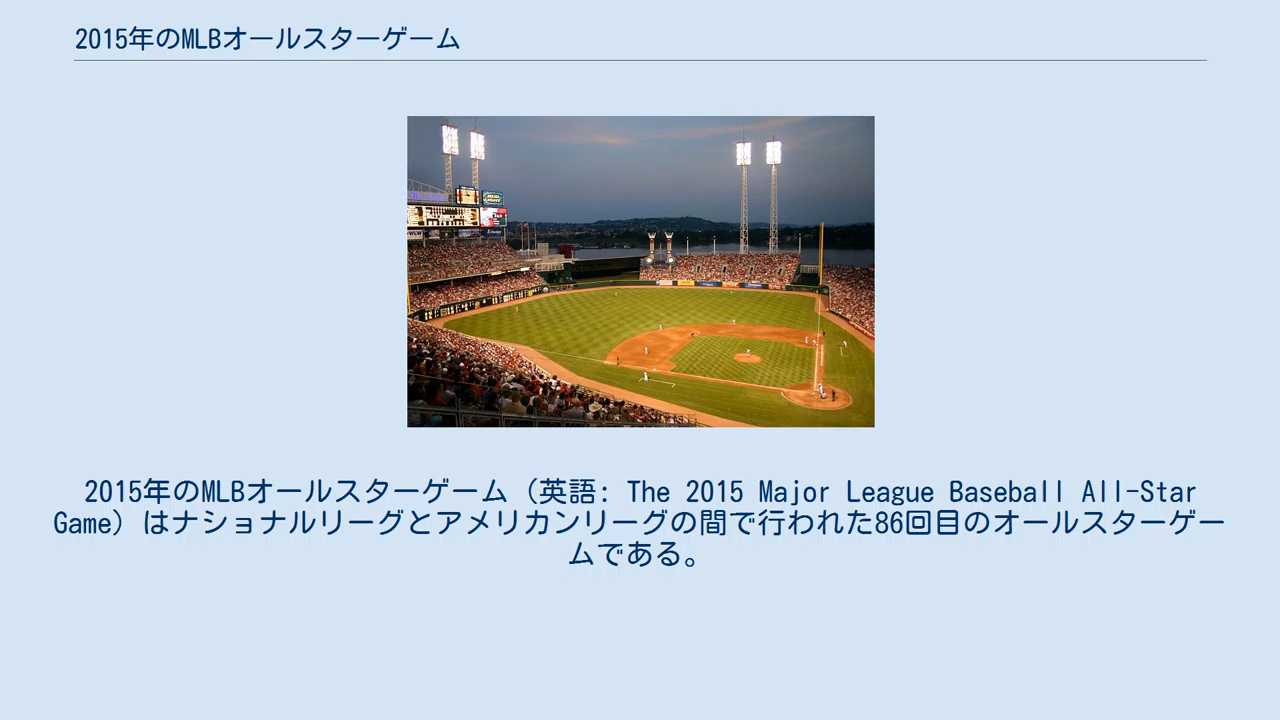 2015年のMLBオールスターゲーム
2015年のMLBオールスターゲーム（英語: The 2015 Major League Baseball All-Star
Game）はナショナルリーグとアメリカンリーグの間で行われた86回目のオールスターゲー
ムである。